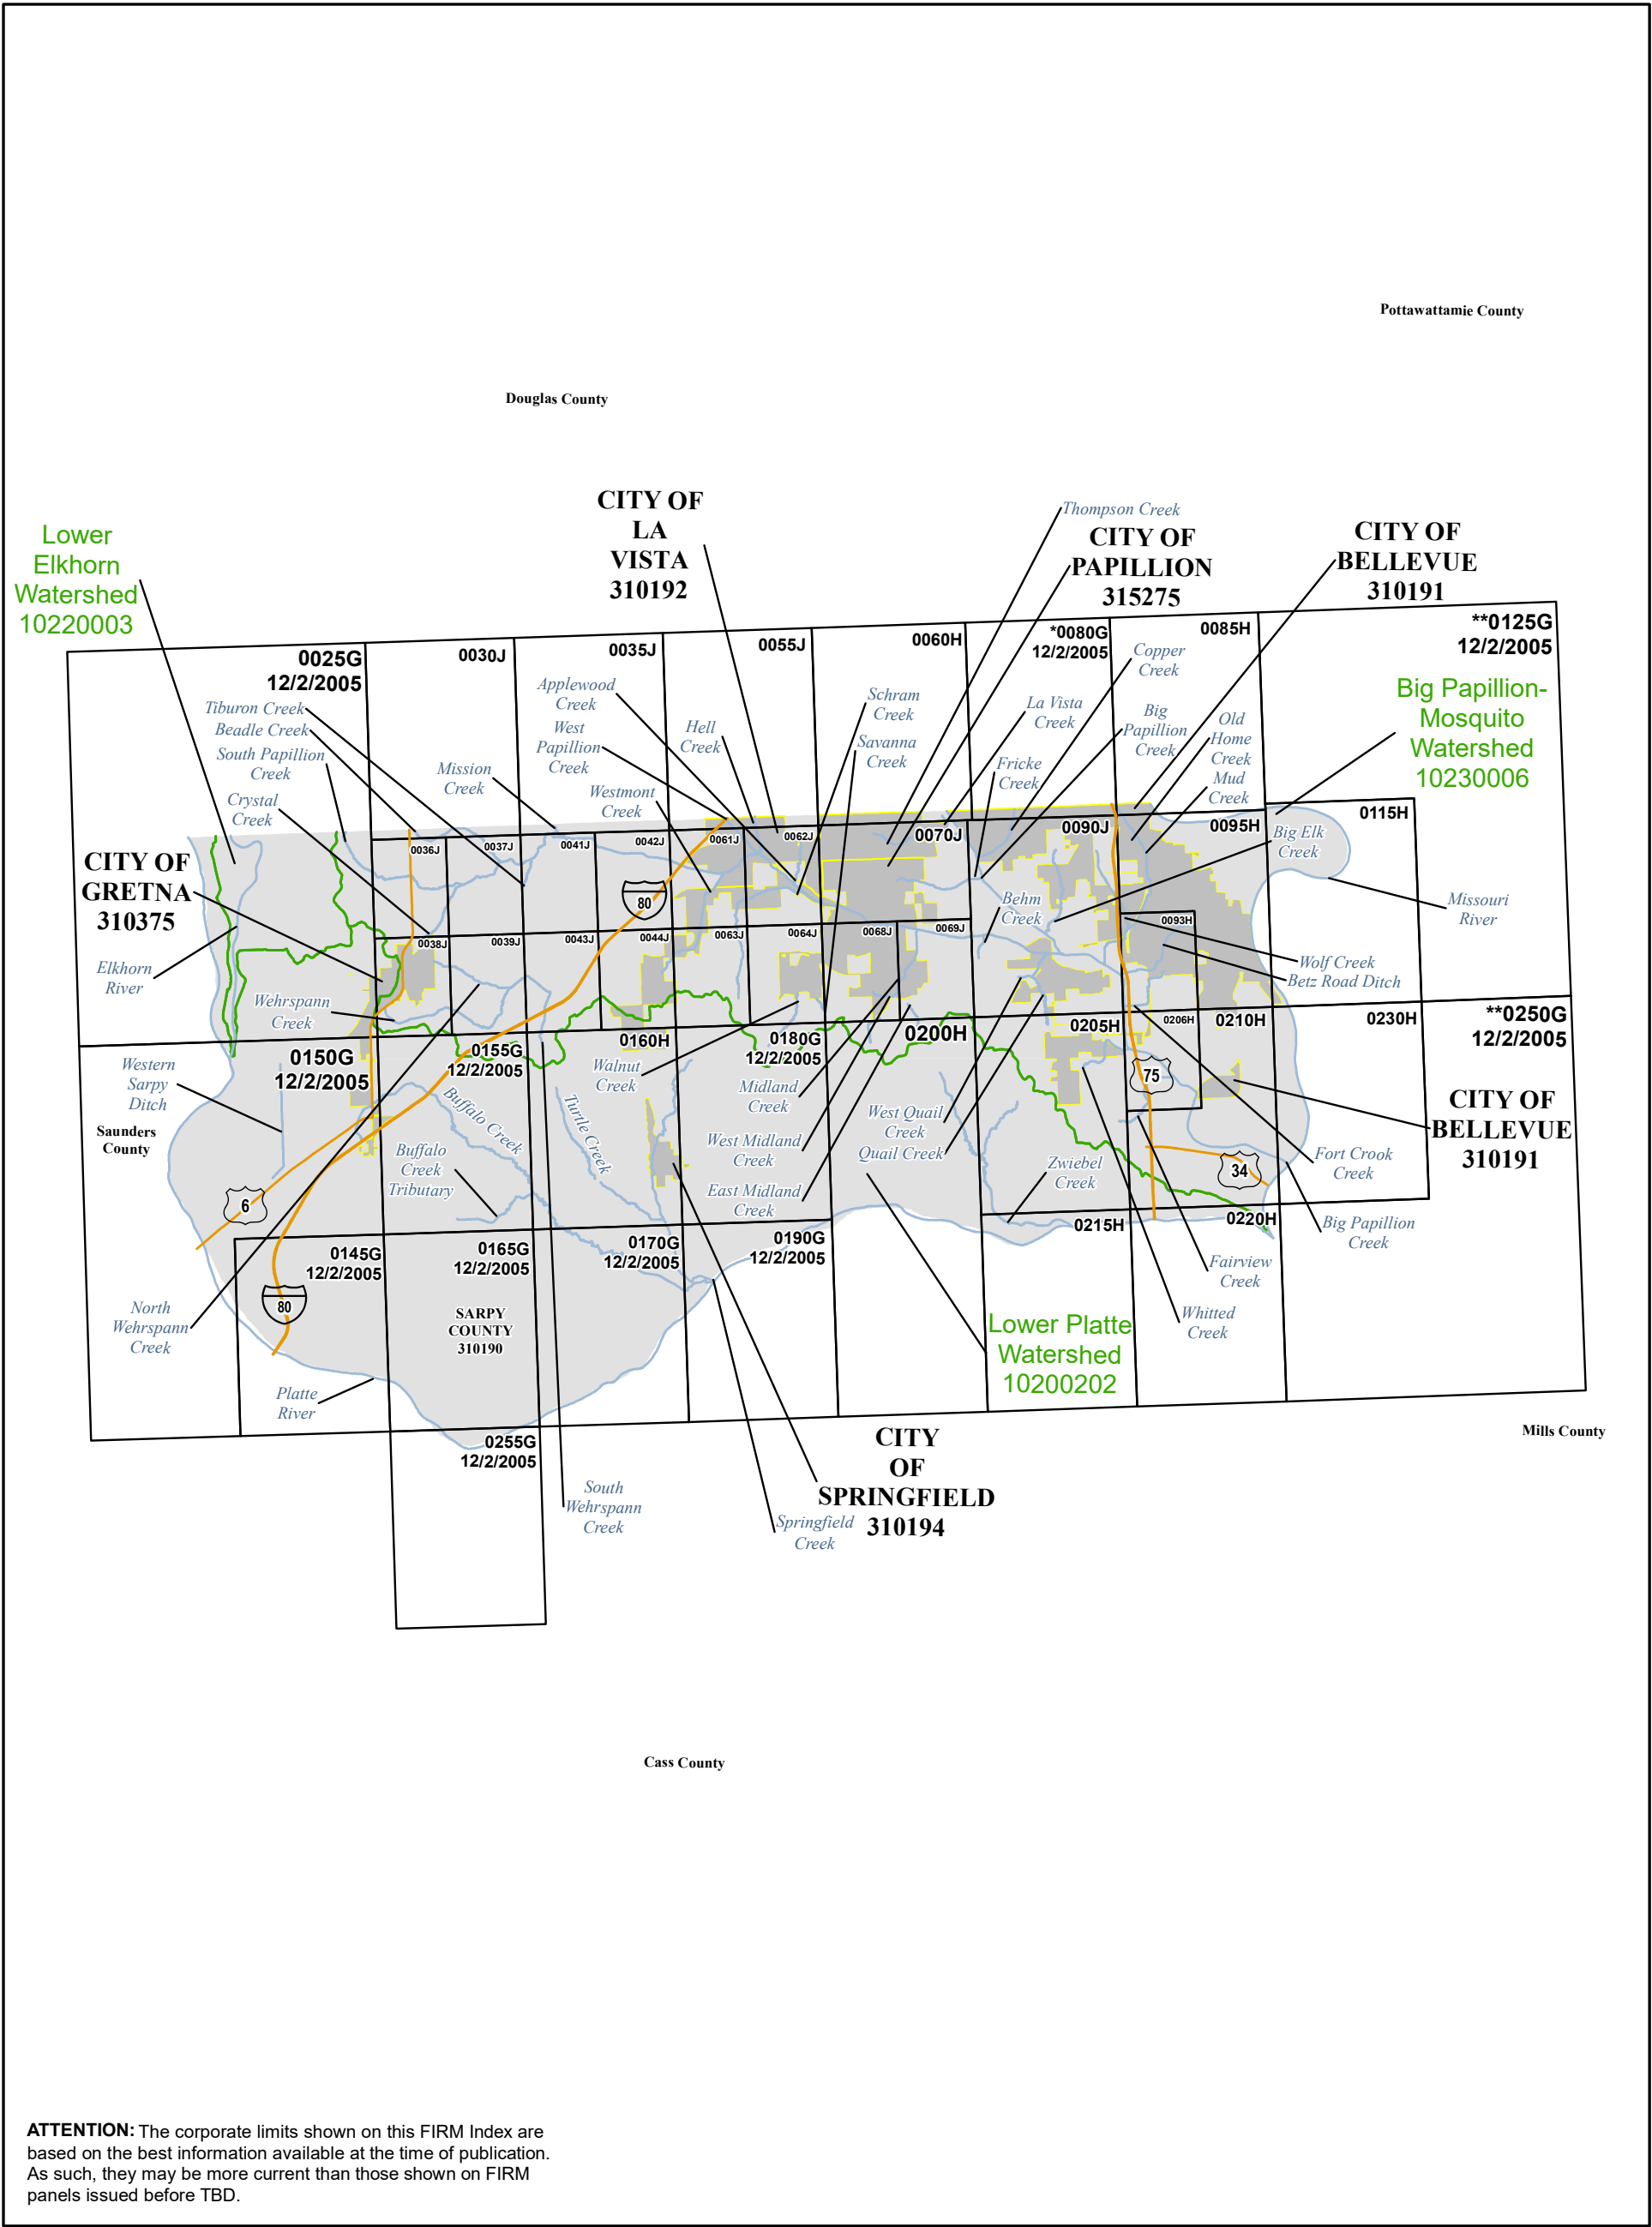 Pottawattamie County
Douglas County
CITY OF
LA
VISTA
310192
Thompson Creek
CITY OF
PAPILLION
315275
CITY OF
BELLEVUE
310191
Lower
Elkhorn
Watershed
10220003
0025G
12/2/2005
0030J
0035J
0055J
0060H
*0080G
12/2/2005
0085H
**0125G
12/2/2005
Tiburon Creek
Beadle Creek
South Papillion
Creek
Crystal
Creek
Mission
Creek
Applewood
Creek
West
Papillion
Creek
Westmont
Creek
Hell
Creek
Schram
Creek
Savanna
Creek
La Vista
Creek
Fricke
Creek
Copper
Creek
Big
Papillion
Creek
Old
Home
Creek
Mud
Creek
Big Papillion-
Mosquito
Watershed
10230006
0036J
0037J
0041J
0042J
0061J
0062J
0070J
0090J
0095H
0115H
Big Elk
Creek
80
CITY OF
GRETNA
310375
Behm
Creek
Missouri
River
0038J
0039J
0043J
0044J
0063J
0064J
0068J
0069J
0093H
Elkhorn
River
Wehrspann
Creek
Wolf Creek
Betz Road Ditch
0150G
12/2/2005
0155G
12/2/2005
0160H
0180G
12/2/2005
0200H
0205H
0206H
0210H
0230H
**0250G
12/2/2005
Western
Sarpy
Ditch
Saunders
County
Buffalo Creek
Turtle Creek
Walnut
Creek
Midland
Creek
West Midland
Creek
East Midland
Creek
West Quail
Creek
Quail Creek
75
CITY OF
BELLEVUE
310191
Buffalo
Creek
Tributary
Zwiebel
Creek
34
Fort Crook
Creek
6
0145G
12/2/2005
0165G
12/2/2005
0170G
12/2/2005
0190G
12/2/2005
0215H
0220H
Big Papillion
Creek
Fairview
Creek
80
North
Wehrspann
Creek
SARPY
COUNTY
310190
Whitted
Creek
Lower Platte
Watershed
10200202
Platte
River
0255G
12/2/2005
Mills County
CITY
OF
SPRINGFIELD
310194
South
Wehrspann
Creek
Springfield
Creek
Cass County
ATTENTION: The corporate limits shown on this FIRM Index are
based on the best information available at the time of publication.
As such, they may be more current than those shown on FIRM
panels issued before TBD.